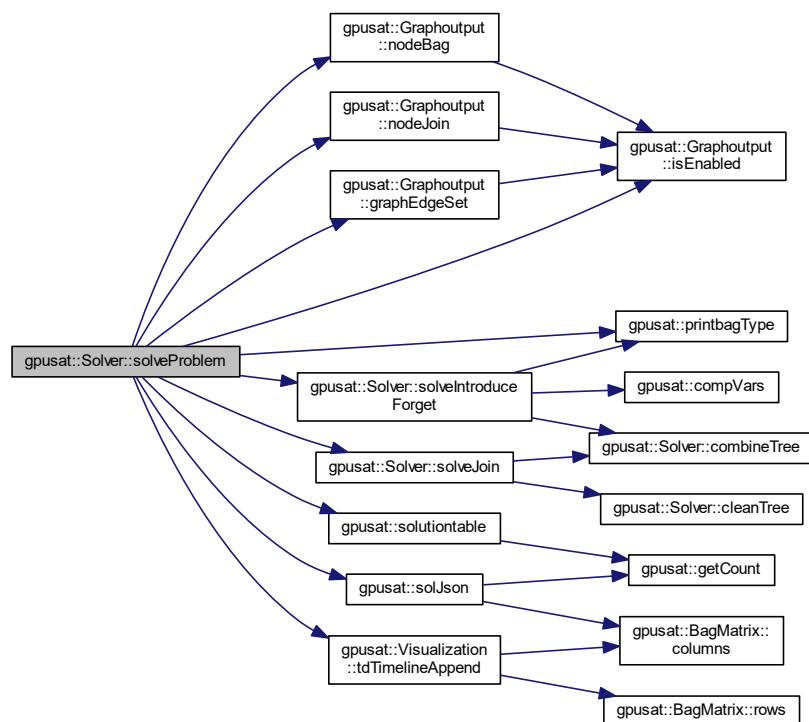 gpusat::Graphoutput
::nodeBag
gpusat::Graphoutput
::nodeJoin
gpusat::Graphoutput
::isEnabled
gpusat::Graphoutput
::graphEdgeSet
gpusat::printbagType
gpusat::Solver::solveProblem
gpusat::Solver::solveIntroduce
Forget
gpusat::compVars
gpusat::Solver::combineTree
gpusat::Solver::solveJoin
gpusat::Solver::cleanTree
gpusat::solutiontable
gpusat::getCount
gpusat::solJson
gpusat::BagMatrix::
columns
gpusat::Visualization
::tdTimelineAppend
gpusat::BagMatrix::rows